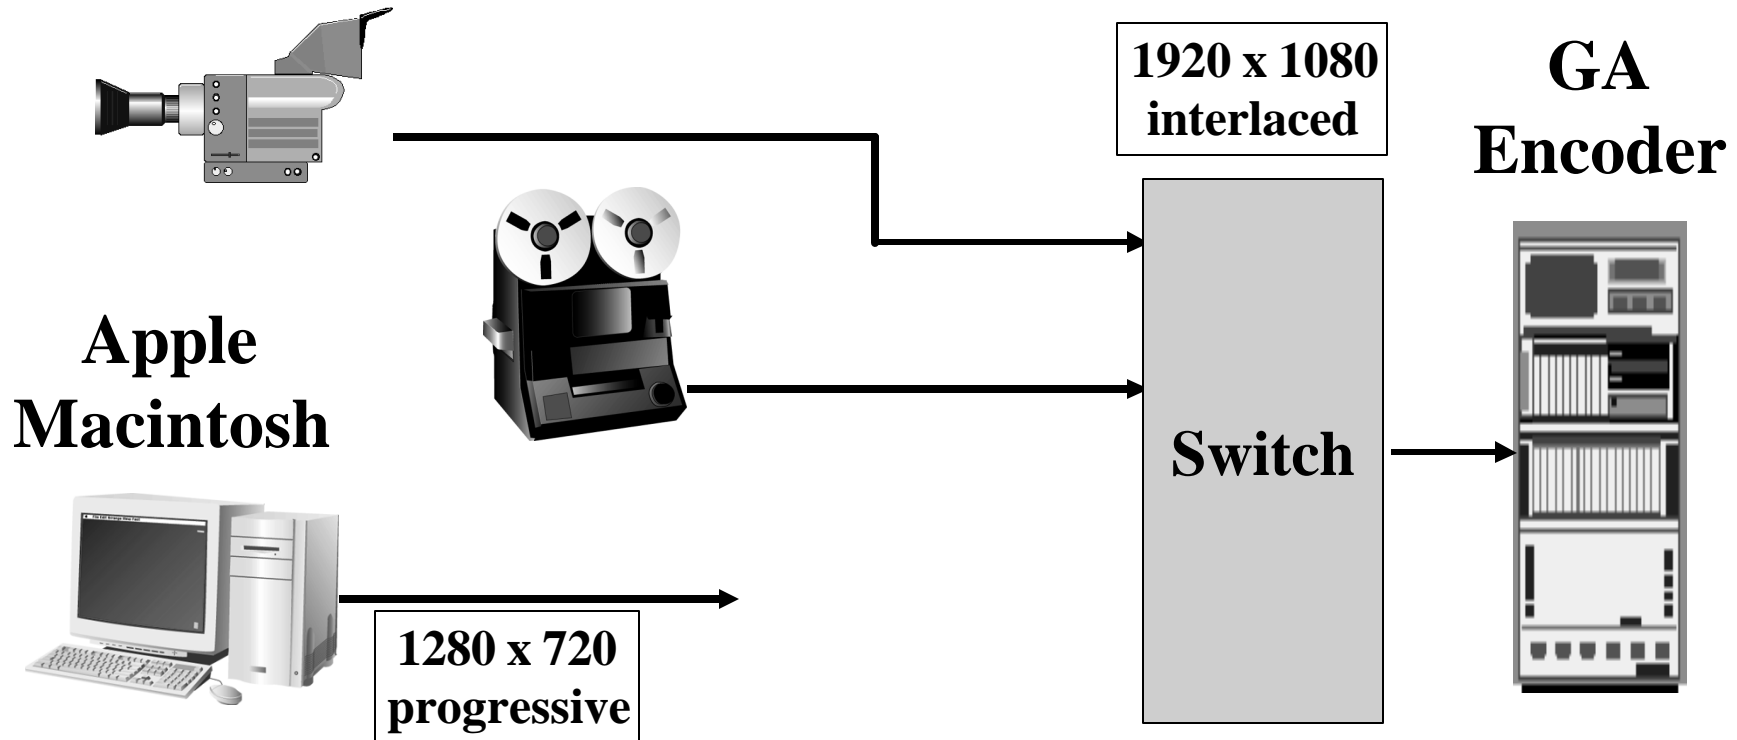 1920 x 1080
interlaced
GA
Encoder
Apple
Macintosh
Switch
1280 x 720
progressive